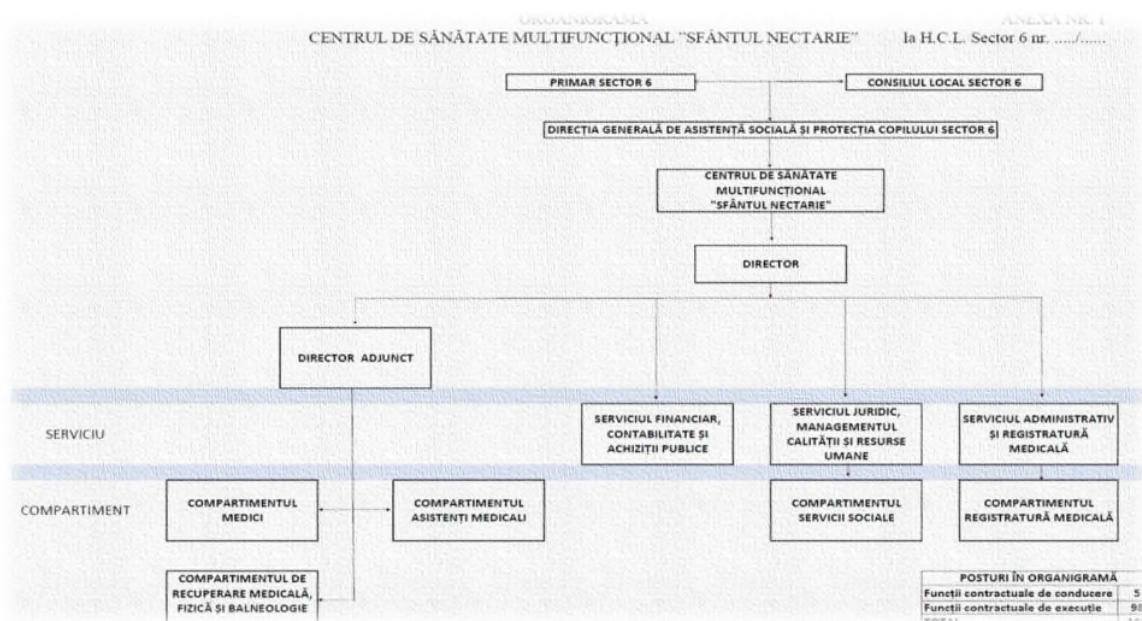 ORGANIGRAMA
ANEXA NR. 1
CENTRUL DE SĂNĂTATE MULTIFUNCȚIONAL "SFÂNTUL NECTARIE"
la H.C.L. Sector 6 nr. ..../.....
PRIMAR SECTOR 6
CONSILIUL LOCAL SECTOR 6
DIRECȚIA GENERALĂ DE ASISTENȚĂ SOCIALĂ ȘI PROTECȚIA COPILULUI SECTOR 6
CENTRUL DE SĂNĂTATE
MULTIFUNCȚIONAL
"SFÂNTUL NECTARIE"
DIRECTOR
DIRECTOR ADJUNCT
SERVICIU
SERVICIUL FINANCIAR,
CONTABILITATE ȘI
ACHIZIȚII PUBLICE
SERVICIUL JURIDIC,
MANAGEMENTUL
CALITĂȚII ȘI RESURSE
UMANE
SERVICIUL ADMINISTRATIV
ȘI REGISTRATURĂ
MEDICALĂ
COMPARTIMENT
COMPARTIMENTUL
MEDICI
COMPARTIMENTUL
ASISTENȚI MEDICALI
COMPARTIMENTUL
SERVICII SOCIALE
COMPARTIMENTUL
REGISTRATURĂ MEDICALĂ
COMPARTIMENTUL DE
RECUPERARE MEDICALĂ,
FIZICĂ ȘI BALNEOLOGIE
POSTURI ÎN ORGANIGRAMĂ
Funcții contractuale de conducere 5
Funcții contractuale de execuție 98
TOTAL